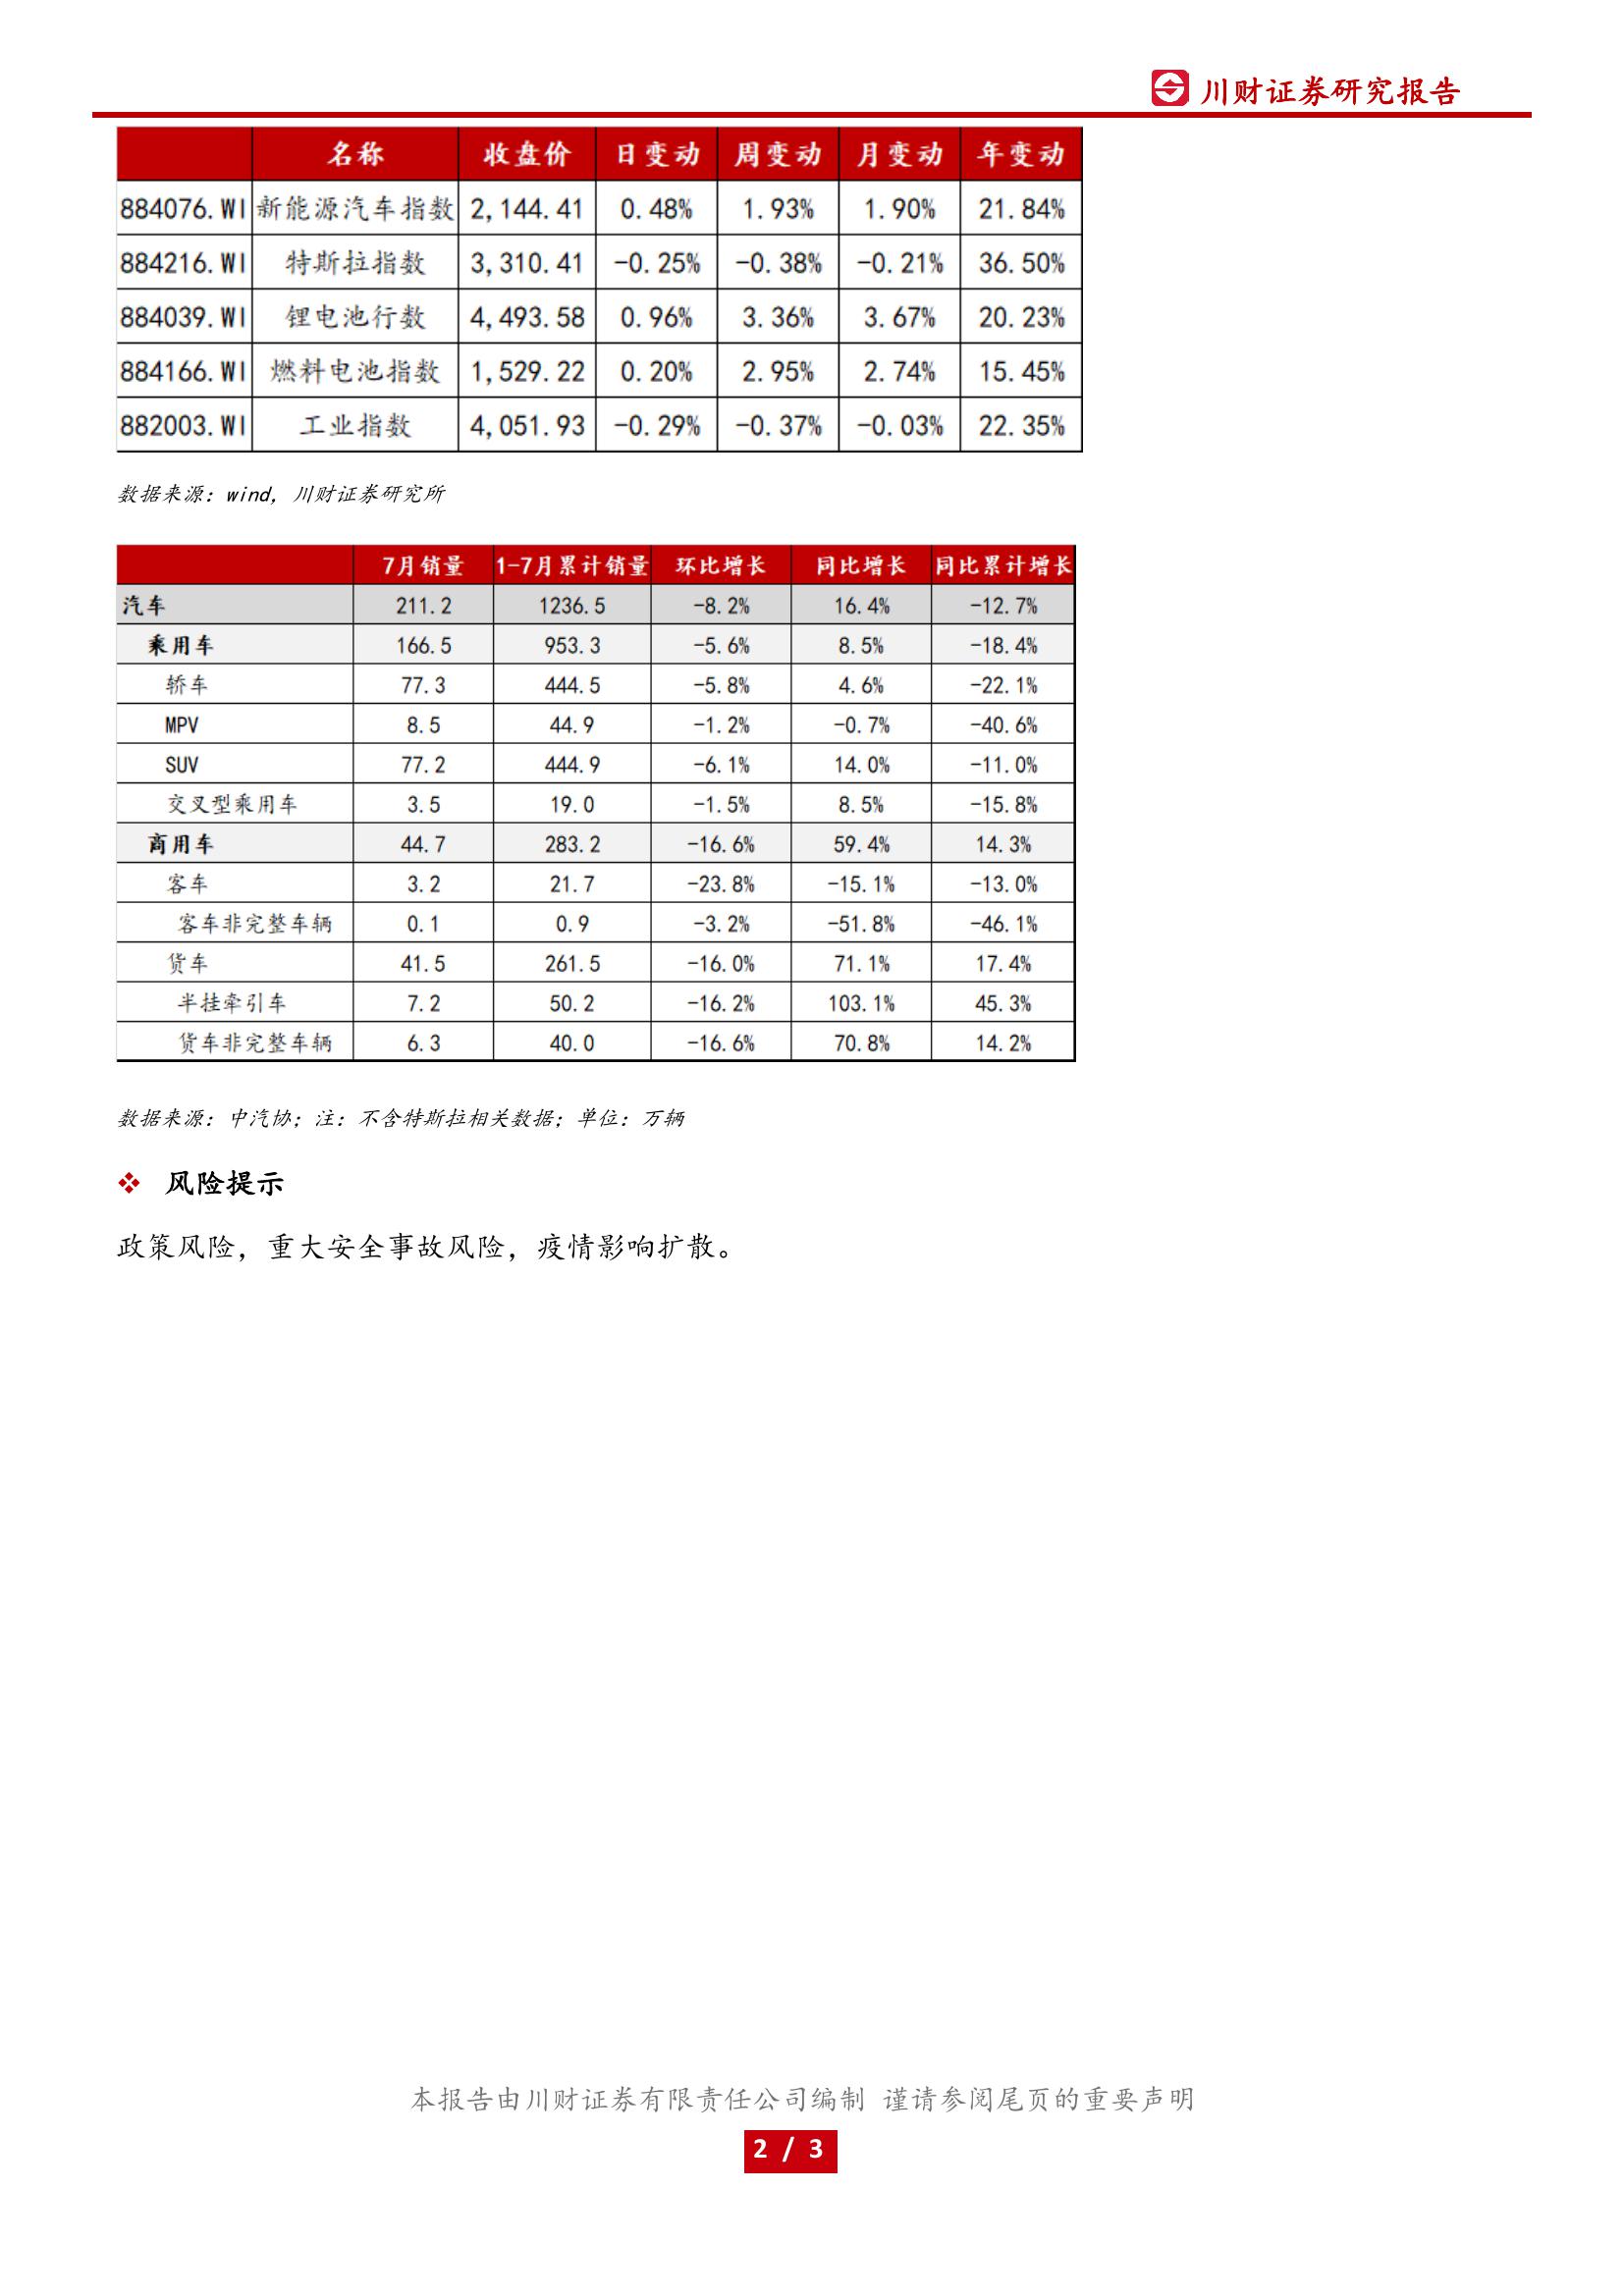 川财证券研究报告
名称 收盘价 日变动 周变动 月变动 年变动
884076.WI 新能源汽车指数 2,144.41 0.48% 1.93% 1.90% 21.84%
884216.WI 特斯拉指数 3,310.41 -0.25% -0.38% -0.21% 36.50%
884039.WI 锂电池行数 4,493.58 0.96% 3.36% 3.67% 20.23%
884166.WI 燃料电池指数 1,529.22 0.20% 2.95% 2.74% 15.45%
882003.WI 工业指数 4,051.93 -0.29% -0.37% -0.03% 22.35%
数据来源：wind，川财证券研究所
7月销量 1-7月累计销量 环比增长 同比增长 同比累计增长
汽车 211.2 1236.5 -8.2% 16.4% -12.7%
乘用车 166.5 953.3 -5.6% 8.5% -18.4%
轿车 77.3 444.5 -5.8% 4.6% -22.1%
MPV 8.5 44.9 -1.2% -0.7% -40.6%
SUV 77.2 444.9 -6.1% 14.0% -11.0%
交叉型乘用车 3.5 19.0 -1.5% 8.5% -15.8%
商用车 44.7 283.2 -16.6% 59.4% 14.3%
客车 3.2 21.7 -23.8% -15.1% -13.0%
客车非完整车辆 0.1 0.9 -3.2% -51.8% -46.1%
货车 41.5 261.5 -16.0% 71.1% 17.4%
半挂牵引车 7.2 50.2 -16.2% 103.1% 45.3%
货车非完整车辆 6.3 40.0 -16.6% 70.8% 14.2%
数据来源：中汽协；注：不含特斯拉相关数据；单位：万辆
❖ 风险提示
政策风险，重大安全事故风险，疫情影响扩散。
本报告由川财证券有限责任公司编制 谨请参阅尾页的重要声明
2 / 3